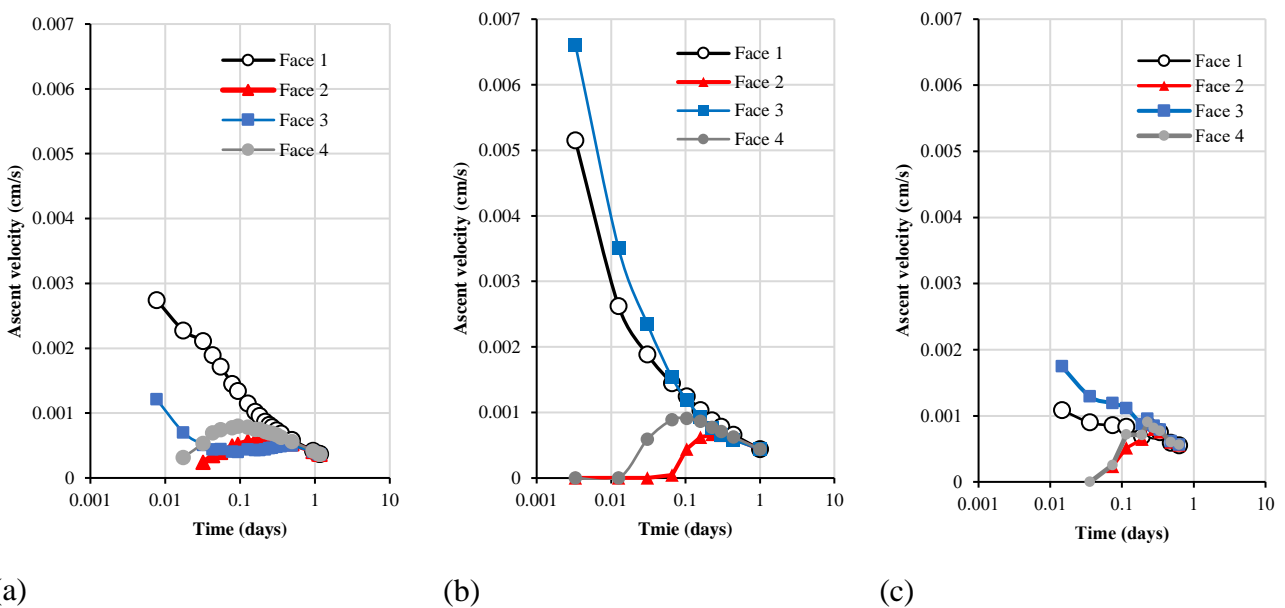 0.007
0.006
0.005
0.004
0.003
0.002
0.001
0
0.001 0.01 0.1 1 10
Ascent velocity (cm/s)
Time (days)
Face 1
Face 2
Face 3
Face 4
(a)
0.007
0.006
0.005
0.004
0.003
0.002
0.001
0
0.001 0.01 0.1 1 10
Ascent velocity (cm/s)
Tmie (days)
Face 1
Face 2
Face 3
Face 4
(b)
0.007
0.006
0.005
0.004
0.003
0.002
0.001
0
0.001 0.01 0.1 1 10
Ascent velocity (cm/s)
Time (days)
Face 1
Face 2
Face 3
Face 4
(c)